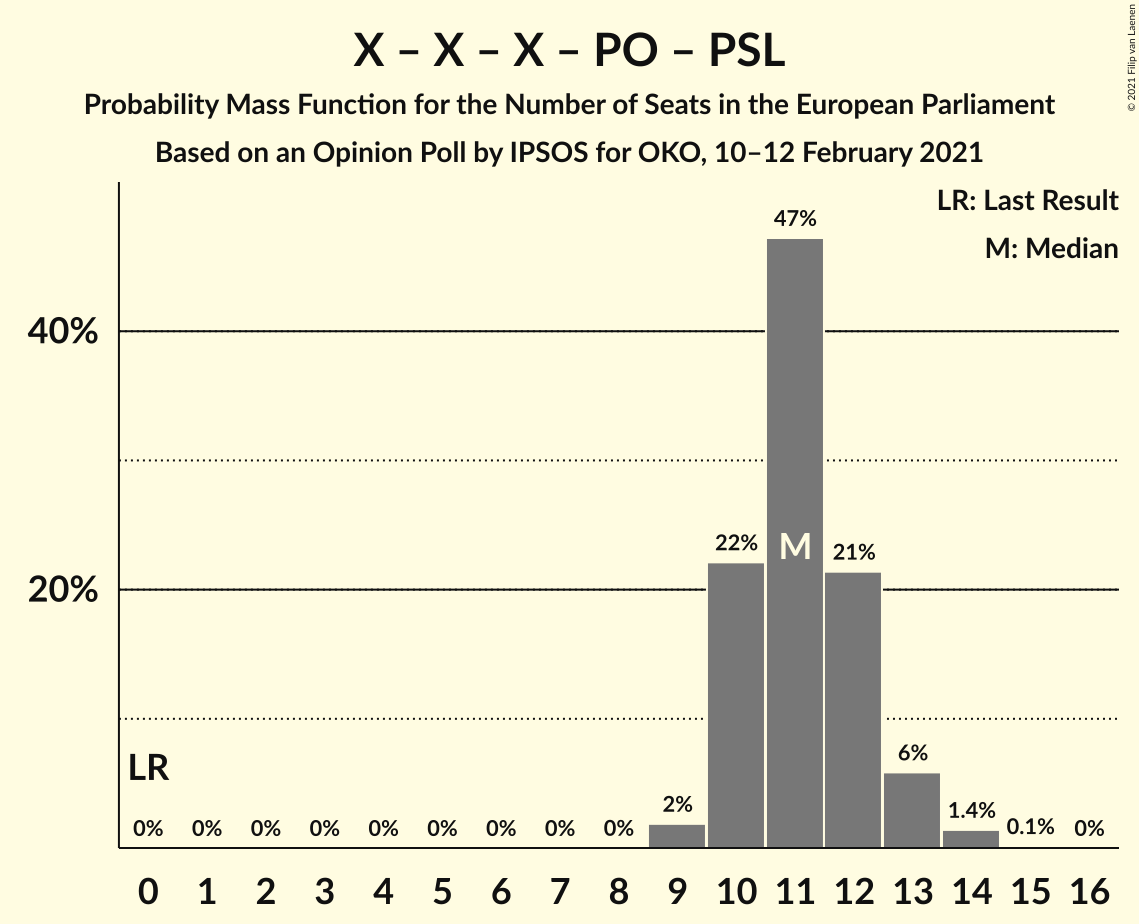 X – X – X – PO – PSL
Probability Mass Function for the Number of Seats in the European Parliament
Based on an Opinion Poll by IPSOS for OKO, 10–12 February 2021
© 2021 Filip van Laenen
LR: Last Result
M: Median
47%
40%
22%
M
21%
20%
LR
6%
2%
1.4%
0% 0% 0% 0% 0% 0% 0% 0% 0% 0.1% 0%
0 1 2 3 4 5 6 7 8 9 10 11 12 13 14 15 16